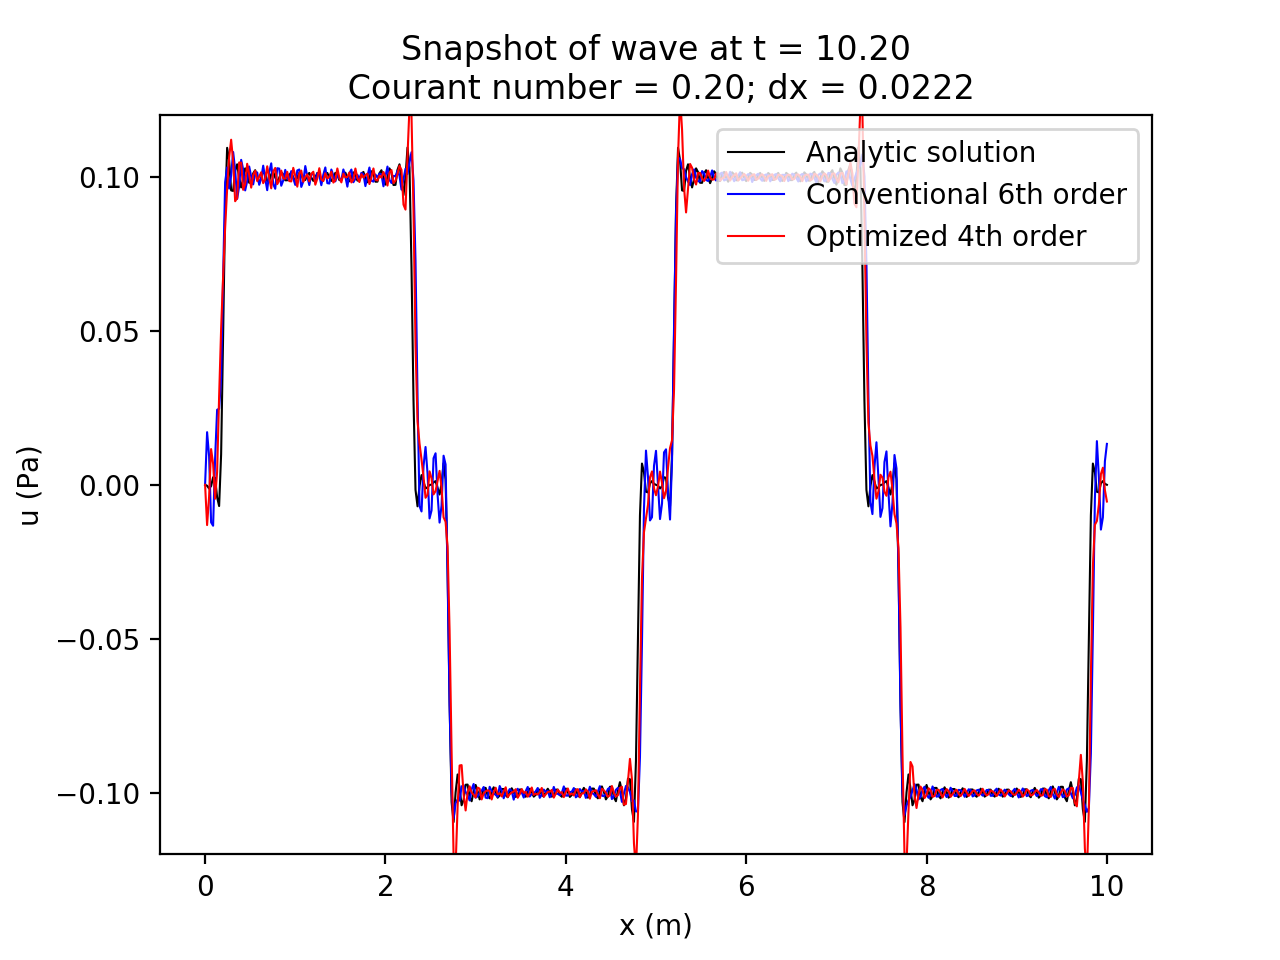 Snapshot of wave at t = 10.20
Courant number = 0.20; dx = 0.0222
Analytic solution
Conventional 6th order
Optimized 4th order
0.10
0.05
0.00
−0.05
−0.10
u (Pa)
0 2 4 6 8 10
x (m)